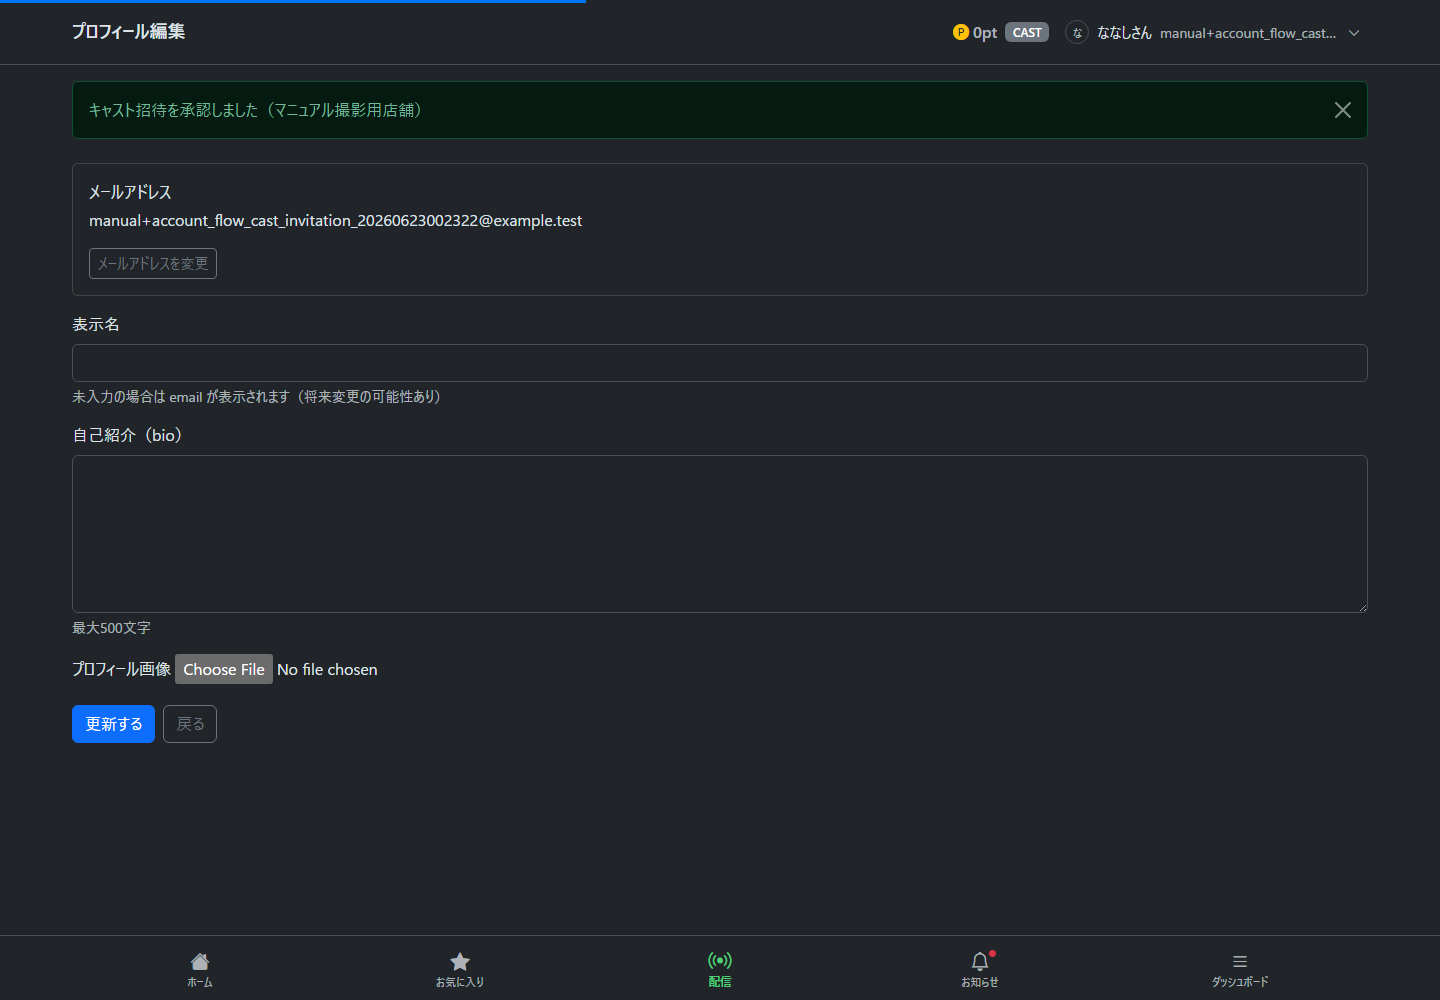 プロフィール編集
P 0pt CAST な ななしさん manual+account_flow_cast...
キャスト招待を承認しました（マニュアル撮影用店舗）
メールアドレス
manual+account_flow_cast_invitation_20260623002322@example.test
メールアドレスを変更
表示名
未入力の場合は email が表示されます（将来変更の可能性あり）
自己紹介（bio）
最大500文字
プロフィール画像 Choose File No file chosen
更新する 戻る
ホーム お気に入り 配信 お知らせ ダッシュボード